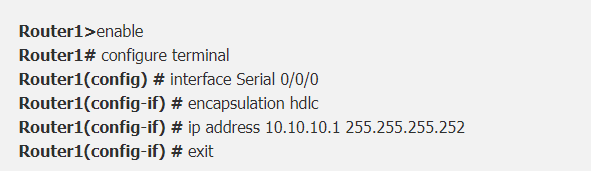 Router1>enable
Router1# configure terminal
Router1(config) # interface Serial 0/0/0
Router1(config-if) # encapsulation hdlc
Router1(config-if) # ip address 10.10.10.1 255.255.255.252
Router1(config-if) # exit